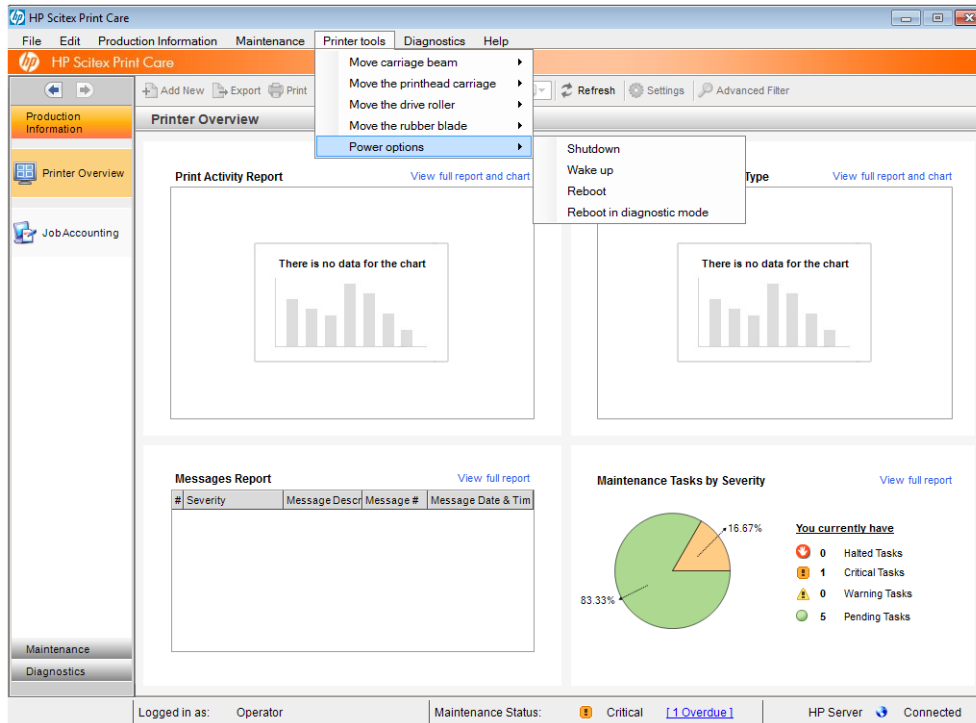 HP Scitex Print Care
File Edit Production Information Maintenance Printer tools Diagnostics Help
hp HP Scitex Print Care
Move carriage beam
Move the printhead carriage
Move the drive roller
Move the rubber blade
Power options
Shutdown
Wake up
Reboot
Reboot in diagnostic mode
Add New Export Print Refresh Settings Advanced Filter
Production
Information
Printer Overview
Job Accounting
Maintenance
Diagnostics
Printer Overview
Print Activity Report View full report and chart
There is no data for the chart
Type View full report and chart
There is no data for the chart
Messages Report View full report
# Severity Message Descr Message # Message Date & Tim
Maintenance Tasks by Severity View full report
16.67%
83.33%
You currently have
0 Halted Tasks
1 Critical Tasks
0 Warning Tasks
5 Pending Tasks
Logged in as: Operator Maintenance Status: Critical [ 1 Overdue ] HP Server Connected